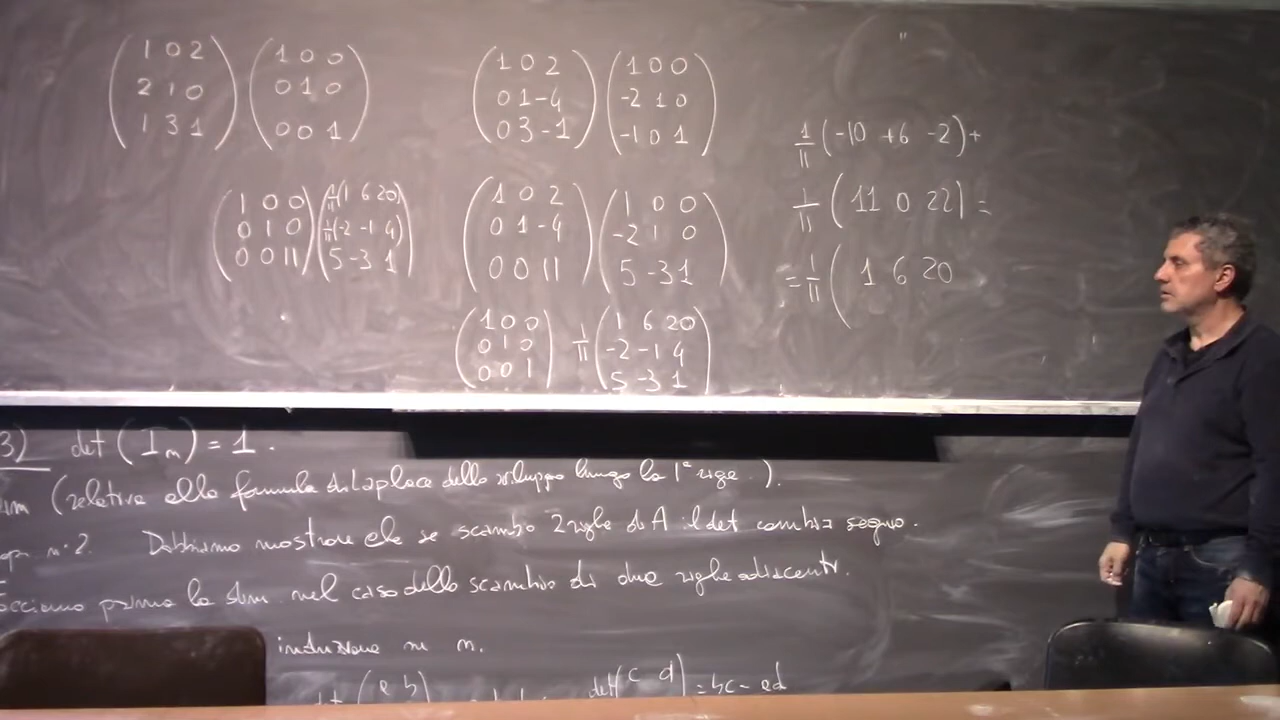 1 0 2 1 0 0
2 1 0 0 1 0
1 3 1 0 0 1
1 0 2 1 0 0
0 1 -4 -2 1 0
0 3 -1 -1 0 1
1/11 (-10 +6 -2) +
1/11 (11 0 22) =
= 1/11 ( 1 6 20
1 0 0 1/11(1 6 20)
0 1 0 1/11(-2 -1 4)
0 0 11 5 -3 1
1 0 2 1 0 0
0 1 -4 -2 1 0
0 0 11 5 -3 1
1 0 0 1/11 1 6 20
0 1 0 -2 -1 4
0 0 1 5 -3 1
3) det (Im) = 1.
(relativa alla formula di Laplace dello sviluppo lungo la 1ª riga.).
n. 2. Dobbiamo mostrare che se scambio 2 righe di A il det cambia segno.
Facciamo prima la dim. nel caso dello scambio di due righe adiacenti.
induzione su n.
det( c d ) = bc - ad